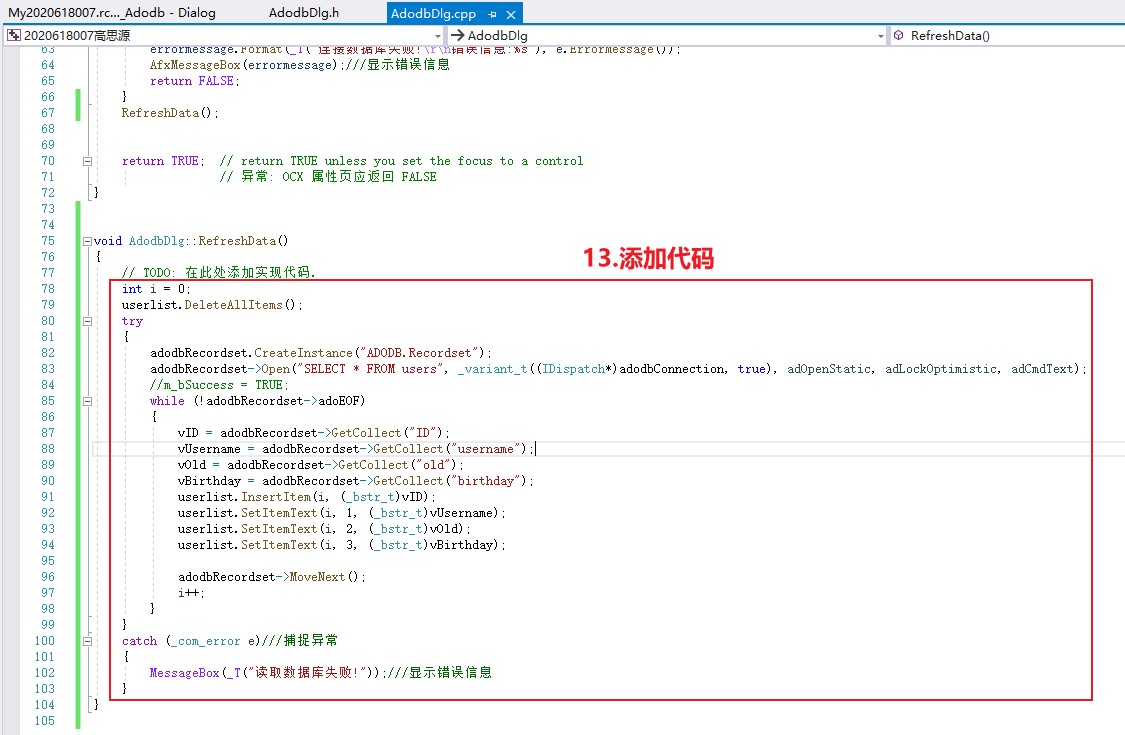 My2020618007.rc..._Adodb - Dialog AdodbDlg.h AdodbDlg.cpp
2020618007高思源 AdodbDlg RefreshData()
63 errormessage.Format(_T("连接数据库失败!\r\n错误信息:%s"), e.ErrorMessage());
64 AfxMessageBox(errormessage);///显示错误信息
65 return FALSE;
66 }
67 RefreshData();
68
69
70 return TRUE;  // return TRUE unless you set the focus to a control
71 // 异常: OCX 属性页应返回 FALSE
72 }
73
74
75 void AdodbDlg::RefreshData()
76 {
13.添加代码
77 // TODO: 在此处添加实现代码.
78 int i = 0;
79 userlist.DeleteAllItems();
80 try
81 {
82 adodbRecordset.CreateInstance("ADODB.Recordset");
83 adodbRecordset->Open("SELECT * FROM users", _variant_t((IDispatch*)adodbConnection, true), adOpenStatic, adLockOptimistic, adCmdText);
84 //m_bSuccess = TRUE;
85 while (!adodbRecordset->adoEOF)
86 {
87 vID = adodbRecordset->GetCollect("ID");
88 vUsername = adodbRecordset->GetCollect("username");
89 vOld = adodbRecordset->GetCollect("old");
90 vBirthday = adodbRecordset->GetCollect("birthday");
91 userlist.InsertItem(i, (_bstr_t)vID);
92 userlist.SetItemText(i, 1, (_bstr_t)vUsername);
93 userlist.SetItemText(i, 2, (_bstr_t)vOld);
94 userlist.SetItemText(i, 3, (_bstr_t)vBirthday);
95
96 adodbRecordset->MoveNext();
97 i++;
98 }
99 }
100 catch (_com_error e)///捕捉异常
101 {
102 MessageBox(_T("读取数据库失败!"));///显示错误信息
103 }
104 }
105